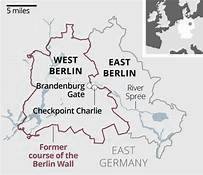 5 miles
WEST
BERLIN
EAST
BERLIN
Brandenburg
Gate
River
Spree
Checkpoint Charlie
Former
course of the
Berlin Wall
EAST
GERMANY